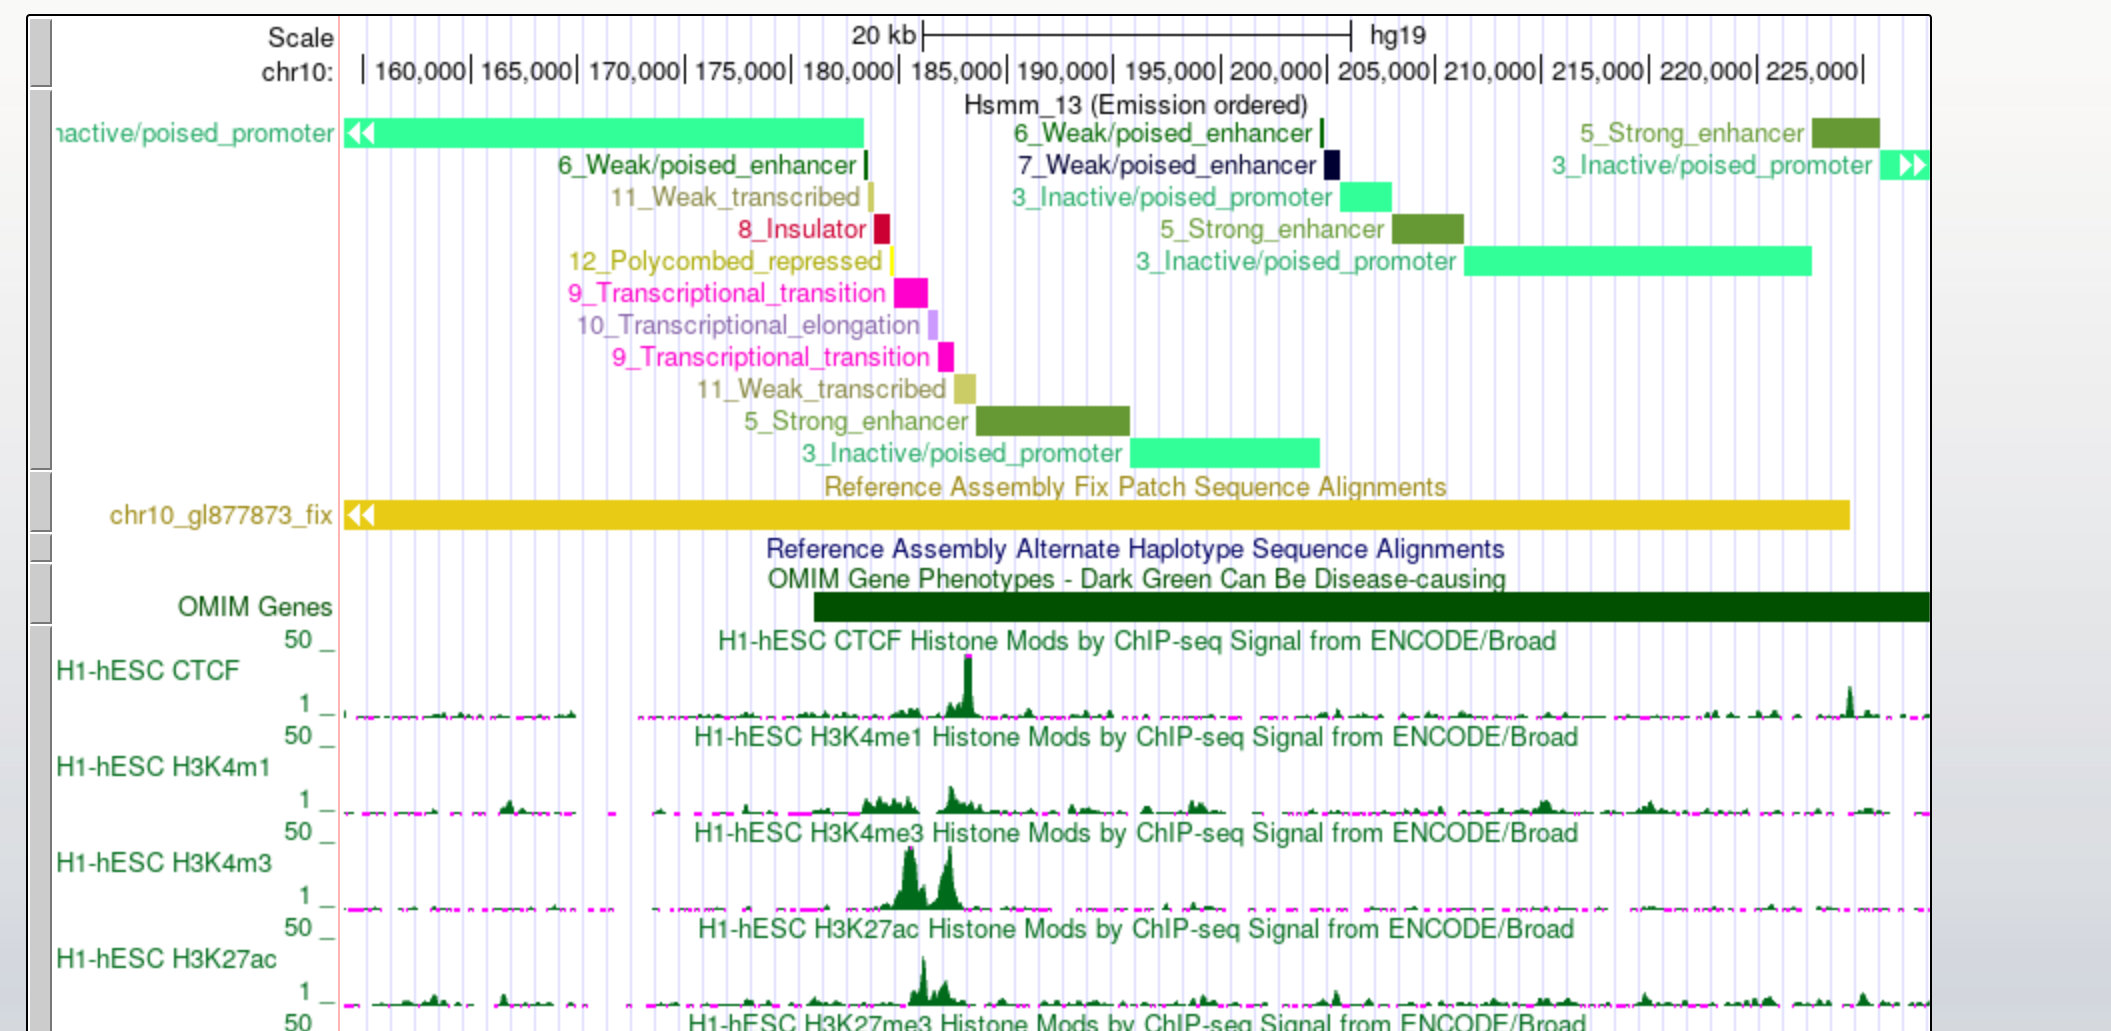 Scale 20 kb hg19
chr10: 160,000 165,000 170,000 175,000 180,000 185,000 190,000 195,000 200,000 205,000 210,000 215,000 220,000 225,000
Hsmm_13 (Emission ordered)
nactive/poised_promoter 6_Weak/poised_enhancer 5_Strong_enhancer
6_Weak/poised_enhancer 7_Weak/poised_enhancer 3_Inactive/poised_promoter
11_Weak_transcribed 3_Inactive/poised_promoter
8_Insulator 5_Strong_enhancer
12_Polycombed_repressed 3_Inactive/poised_promoter
9_Transcriptional_transition
10_Transcriptional_elongation
9_Transcriptional_transition
11_Weak_transcribed
5_Strong_enhancer
3_Inactive/poised_promoter
Reference Assembly Fix Patch Sequence Alignments
chr10_gl877873_fix
Reference Assembly Alternate Haplotype Sequence Alignments
OMIM Gene Phenotypes - Dark Green Can Be Disease-causing
OMIM Genes
50 _ H1-hESC CTCF Histone Mods by ChIP-seq Signal from ENCODE/Broad
H1-hESC CTCF
1 _
50 _ H1-hESC H3K4me1 Histone Mods by ChIP-seq Signal from ENCODE/Broad
H1-hESC H3K4m1
1 _
50 _ H1-hESC H3K4me3 Histone Mods by ChIP-seq Signal from ENCODE/Broad
H1-hESC H3K4m3
1 _
50 _ H1-hESC H3K27ac Histone Mods by ChIP-seq Signal from ENCODE/Broad
H1-hESC H3K27ac
1 _
50 H1-hESC H3K27me3 Histone Mods by ChIP-seq Signal from ENCODE/Broad